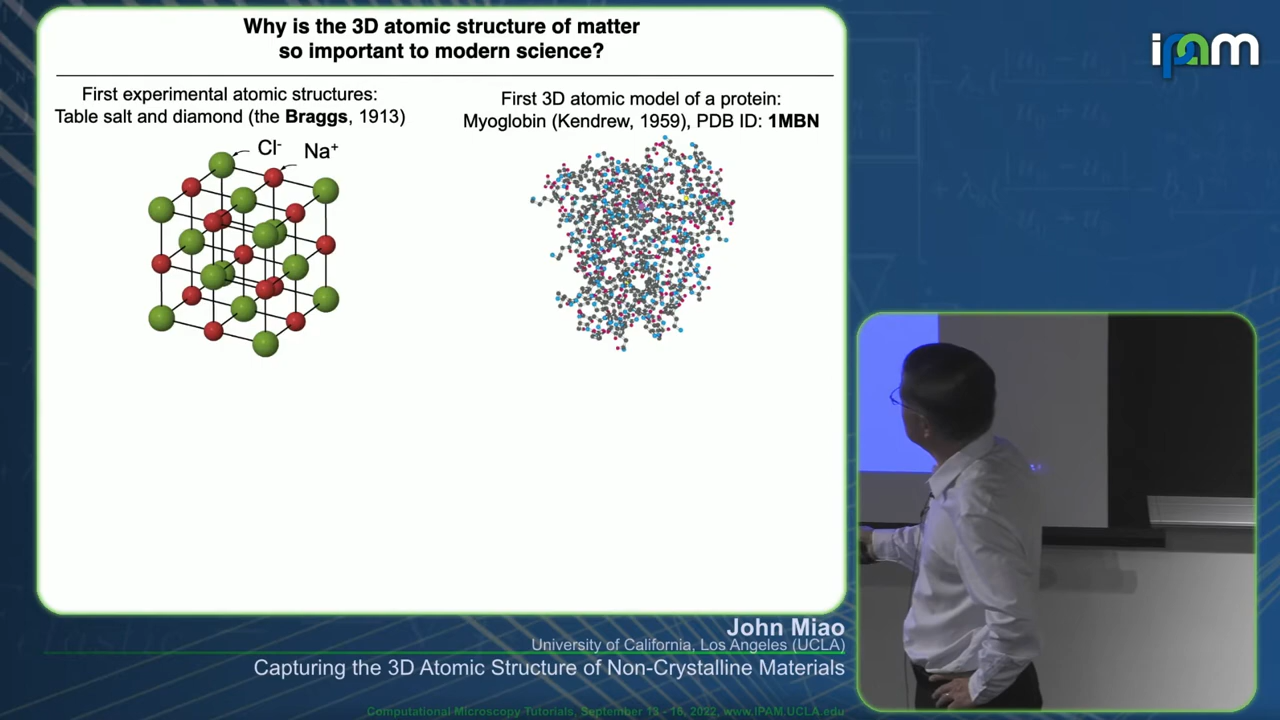 Why is the 3D atomic structure of matter
so important to modern science?
ipam
First experimental atomic structures:
Table salt and diamond (the Braggs, 1913)
First 3D atomic model of a protein:
Myoglobin (Kendrew, 1959), PDB ID: 1MBN
Cl-
Na+
John Miao
University of California, Los Angeles (UCLA)
Capturing the 3D Atomic Structure of Non-Crystalline Materials
Computational Microscopy Tutorials, September 13 - 16, 2022, www.IPAM.UCLA.edu